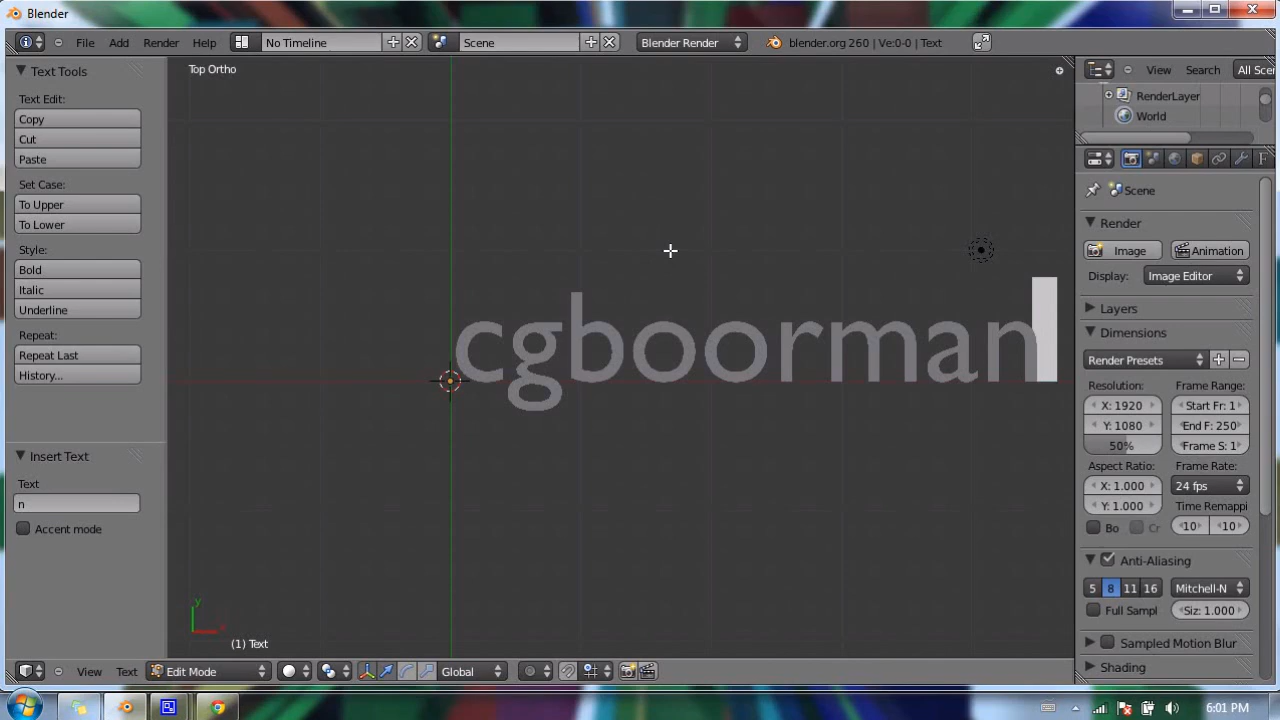 Blender
File Add Render Help No Timeline Scene Blender Render blender.org 260 | Ve:0-0 | Text
Text Tools
Text Edit:
Copy
Cut
Paste
Set Case:
To Upper
To Lower
Style:
Bold
Italic
Underline
Repeat:
Repeat Last
History...
Insert Text
Text
n
Accent mode
Top Ortho
cgboorman
y
x
(1) Text
View Text Edit Mode Global
View Search All Scen
RenderLayer
World
F
Scene
Render
Image Animation
Display: Image Editor
Layers
Dimensions
Render Presets
Resolution: Frame Range:
X: 1920 Start Fr: 1
Y: 1080 End F: 250
50% Frame S: 1
Aspect Ratio: Frame Rate:
X: 1.000 24 fps
Y: 1.000 Time Remappi
Bo Cr 10 10
Anti-Aliasing
5 8 11 16 Mitchell-N
Full Sampl Siz: 1.000
Sampled Motion Blur
Shading
6:01 PM